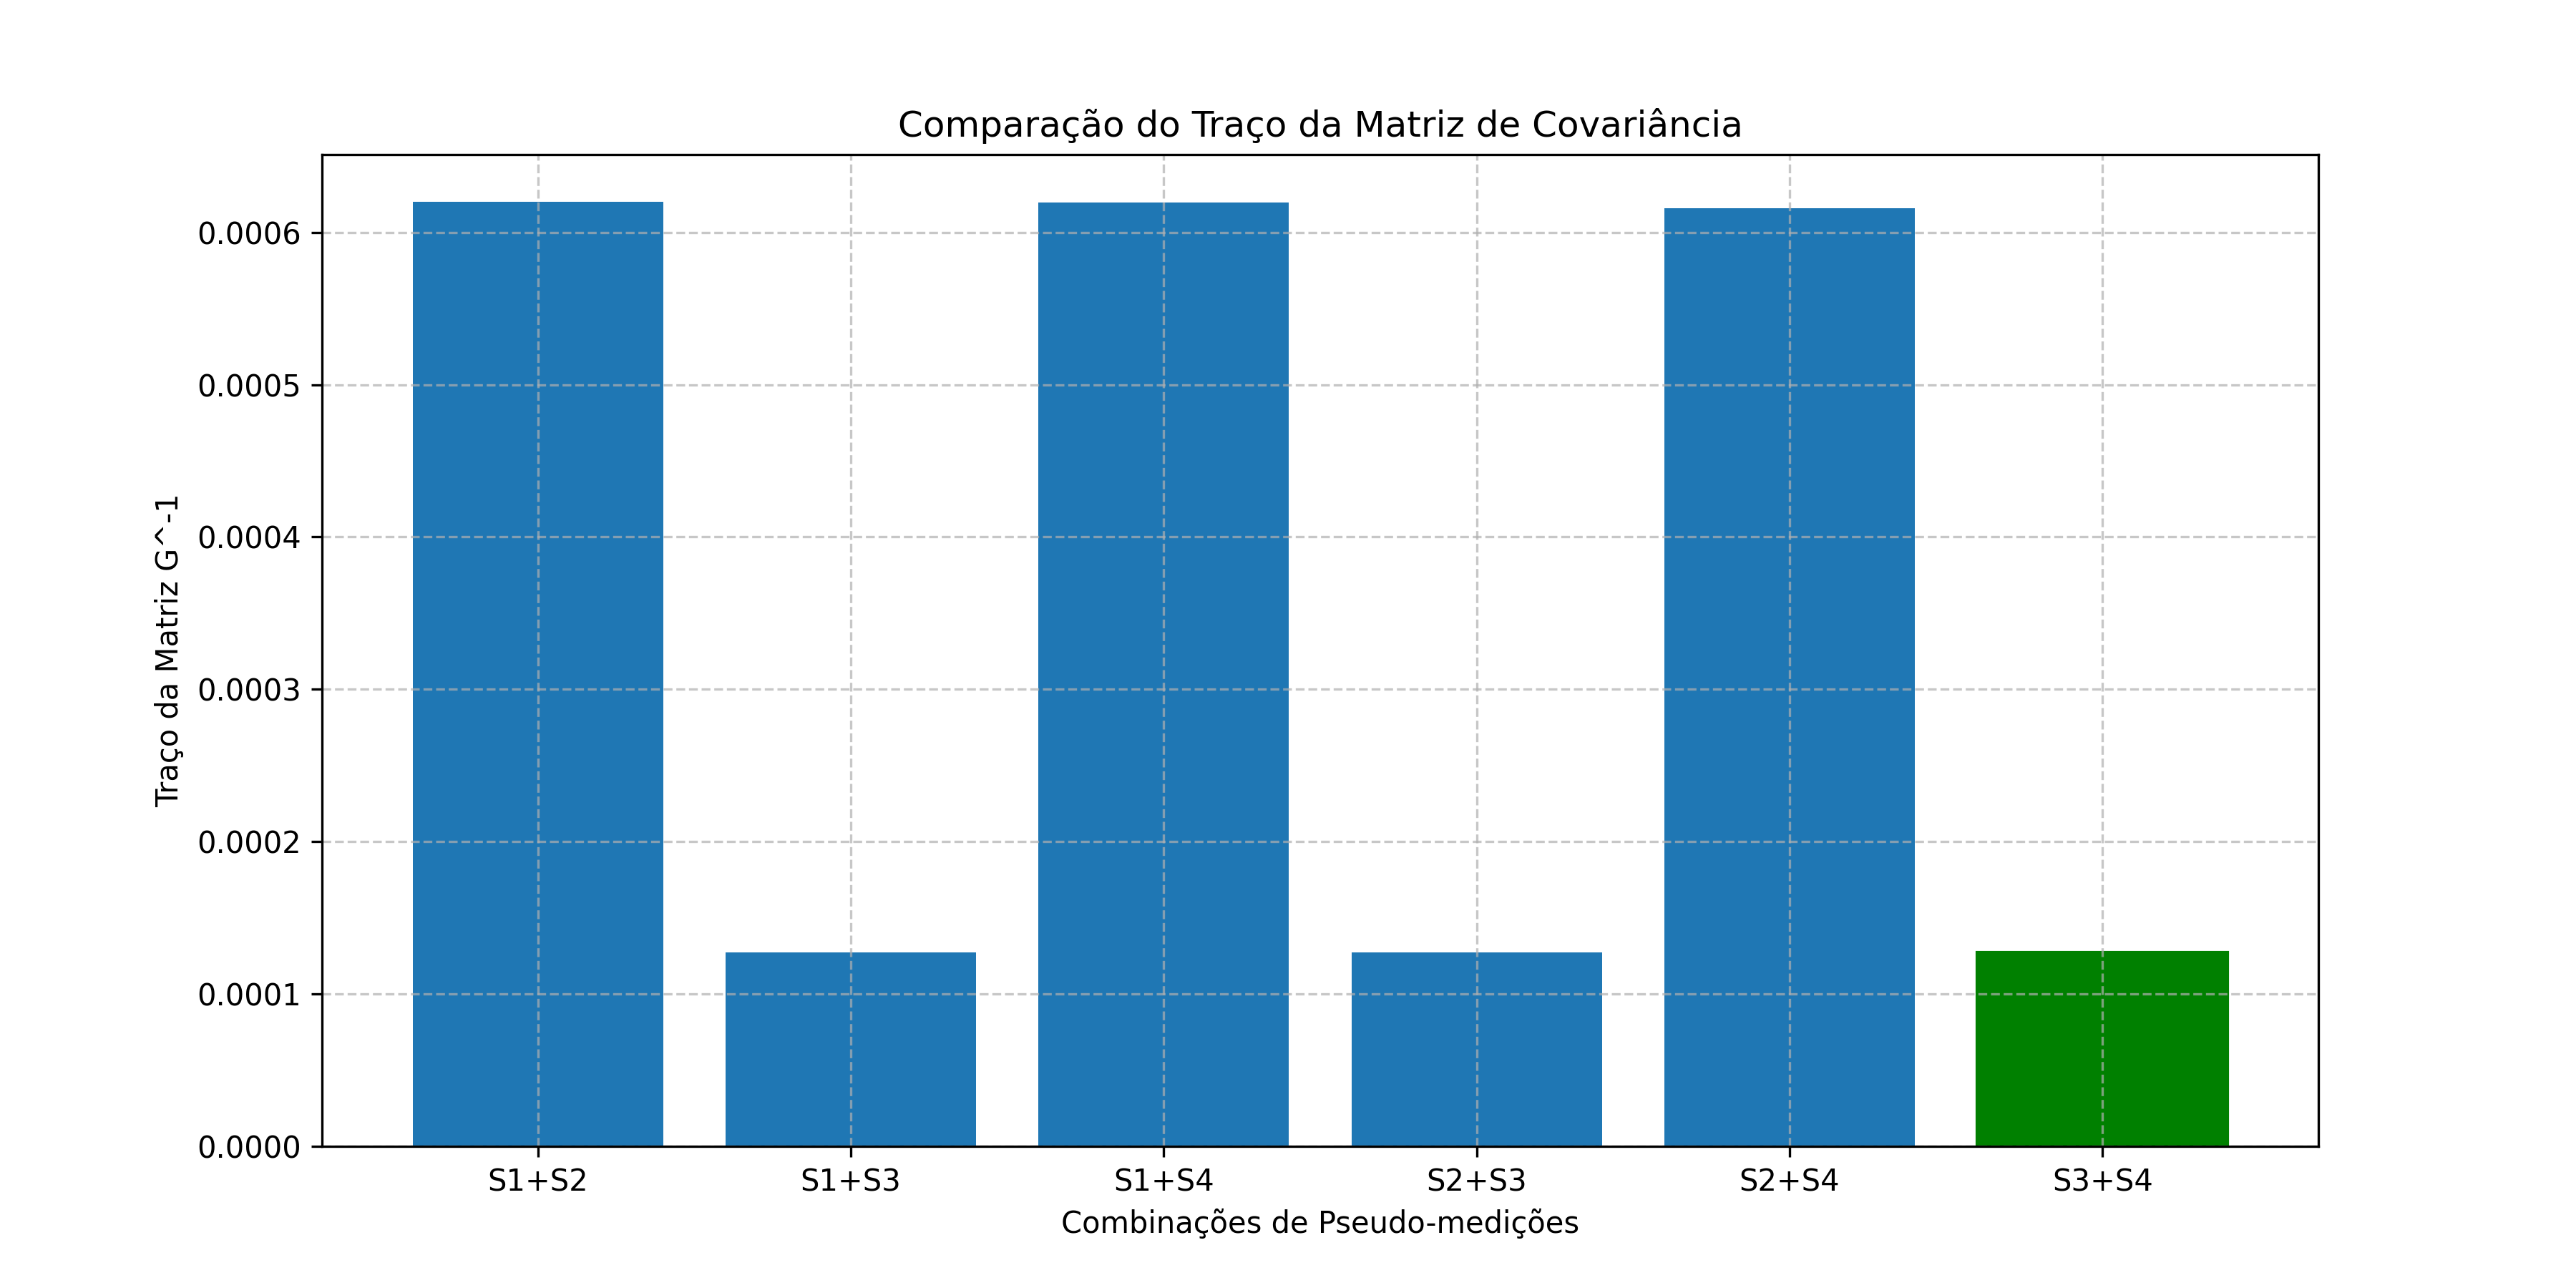 Comparação do Traço da Matriz de Covariância
Traço da Matriz G^-1
0.0006
0.0005
0.0004
0.0003
0.0002
0.0001
0.0000
S1+S2 S1+S3 S1+S4 S2+S3 S2+S4 S3+S4
Combinações de Pseudo-medições